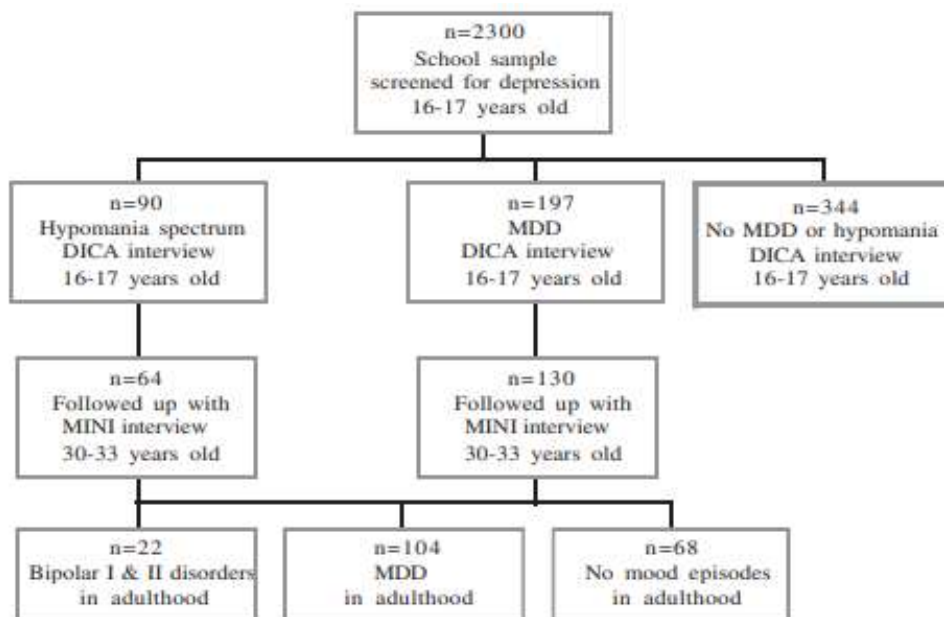 n=2300
School sample
screened for depression
16-17 years old
n=90
Hypomania spectrum
DICA interview
16-17 years old
n=197
MDD
DICA interview
16-17 years old
n=344
No MDD or hypomania
DICA interview
16-17 years old
n=64
Followed up with
MINI interview
30-33 years old
n=130
Followed up with
MINI interview
30-33 years old
n=22
Bipolar I & II disorders
in adulthood
n=104
MDD
in adulthood
n=68
No mood episodes
in adulthood